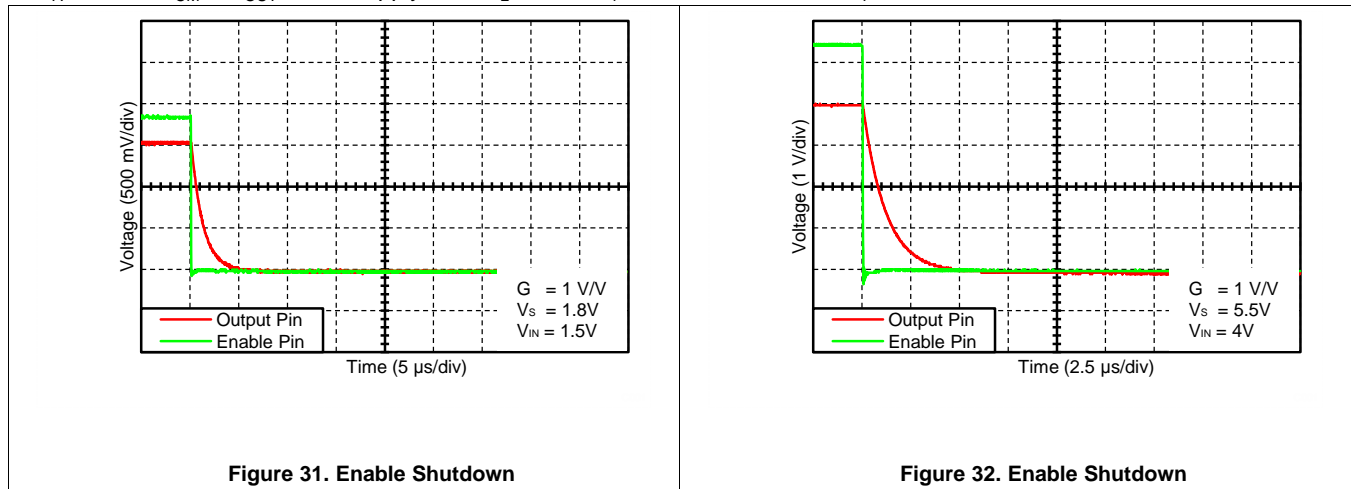 Voltage (500 mV/div)
G = 1 V/V
VS = 1.8V
VIN = 1.5V
Output Pin
Enable Pin
Time (5 µs/div)
Figure 31. Enable Shutdown
Voltage (1 V/div)
G = 1 V/V
VS = 5.5V
VIN = 4V
Output Pin
Enable Pin
Time (2.5 µs/div)
Figure 32. Enable Shutdown